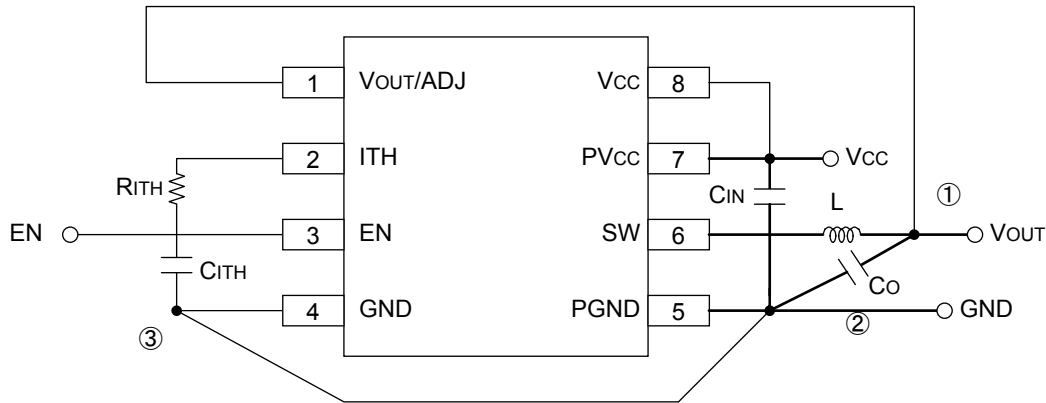 1 VOUT/ADJ VCC 8
2 ITH PVCC 7 VCC
RITH CIN L ①
EN 3 EN SW 6 VOUT
CITH CO
4 GND PGND 5 GND
③ ②